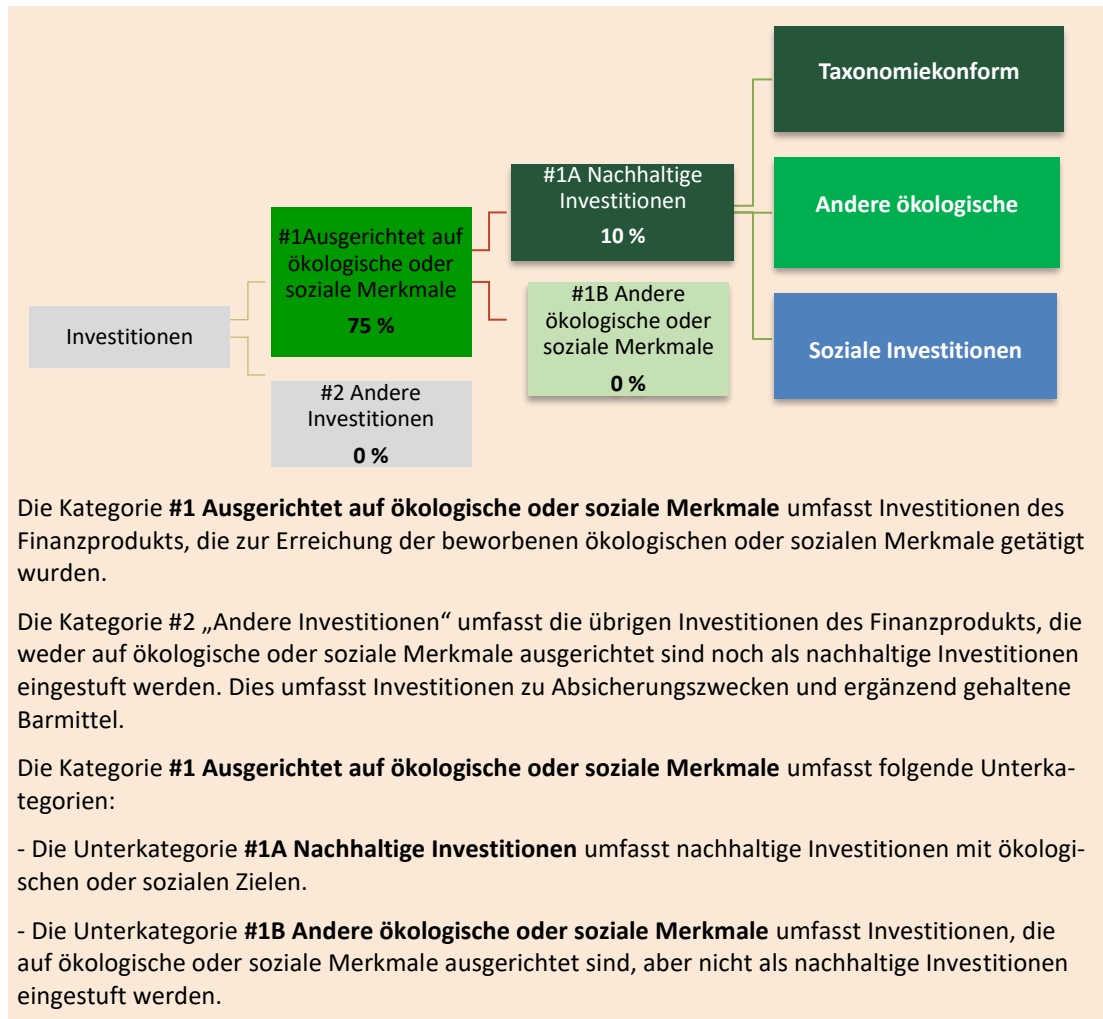 Taxonomiekonform
#1A Nachhaltige
Investitionen
10 %
Andere ökologische
#1Ausgerichtet auf
ökologische oder
soziale Merkmale
75 %
#1B Andere
ökologische oder
soziale Merkmale
0 %
Investitionen
Soziale Investitionen
#2 Andere
Investitionen
0 %
Die Kategorie #1 Ausgerichtet auf ökologische oder soziale Merkmale umfasst Investitionen des
Finanzprodukts, die zur Erreichung der beworbenen ökologischen oder sozialen Merkmale getätigt
wurden.
Die Kategorie #2 „Andere Investitionen“ umfasst die übrigen Investitionen des Finanzprodukts, die
weder auf ökologische oder soziale Merkmale ausgerichtet sind noch als nachhaltige Investitionen
eingestuft werden. Dies umfasst Investitionen zu Absicherungszwecken und ergänzend gehaltene
Barmittel.
Die Kategorie #1 Ausgerichtet auf ökologische oder soziale Merkmale umfasst folgende Unterka-
tegorien:
- Die Unterkategorie #1A Nachhaltige Investitionen umfasst nachhaltige Investitionen mit ökologi-
schen oder sozialen Zielen.
- Die Unterkategorie #1B Andere ökologische oder soziale Merkmale umfasst Investitionen, die
auf ökologische oder soziale Merkmale ausgerichtet sind, aber nicht als nachhaltige Investitionen
eingestuft werden.